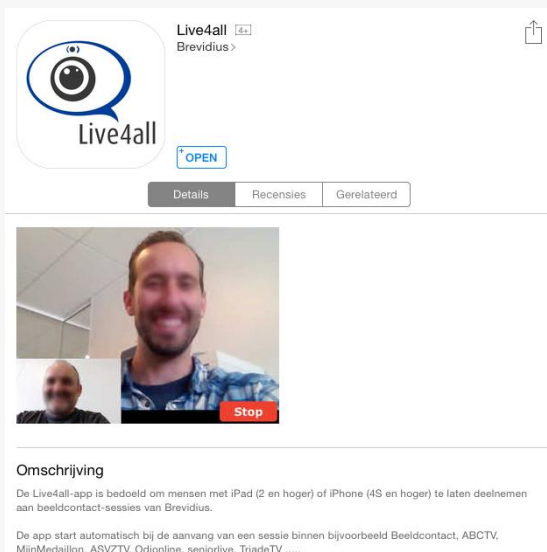 Live4all 4+
Brevidius >
Live4all
+ OPEN
Details Recensies Gerelateerd
Stop
Omschrijving
De Live4all-app is bedoeld om mensen met iPad (2 en hoger) of iPhone (4S en hoger) te laten deelnemen
aan beeldcontact-sessies van Brevidius.
De app start automatisch bij de aanvang van een sessie binnen bijvoorbeeld Beeldcontact, ABCTV,
MijnMedaillon, ASVZTV, Odionline, seniorlive, TriadeTV ......